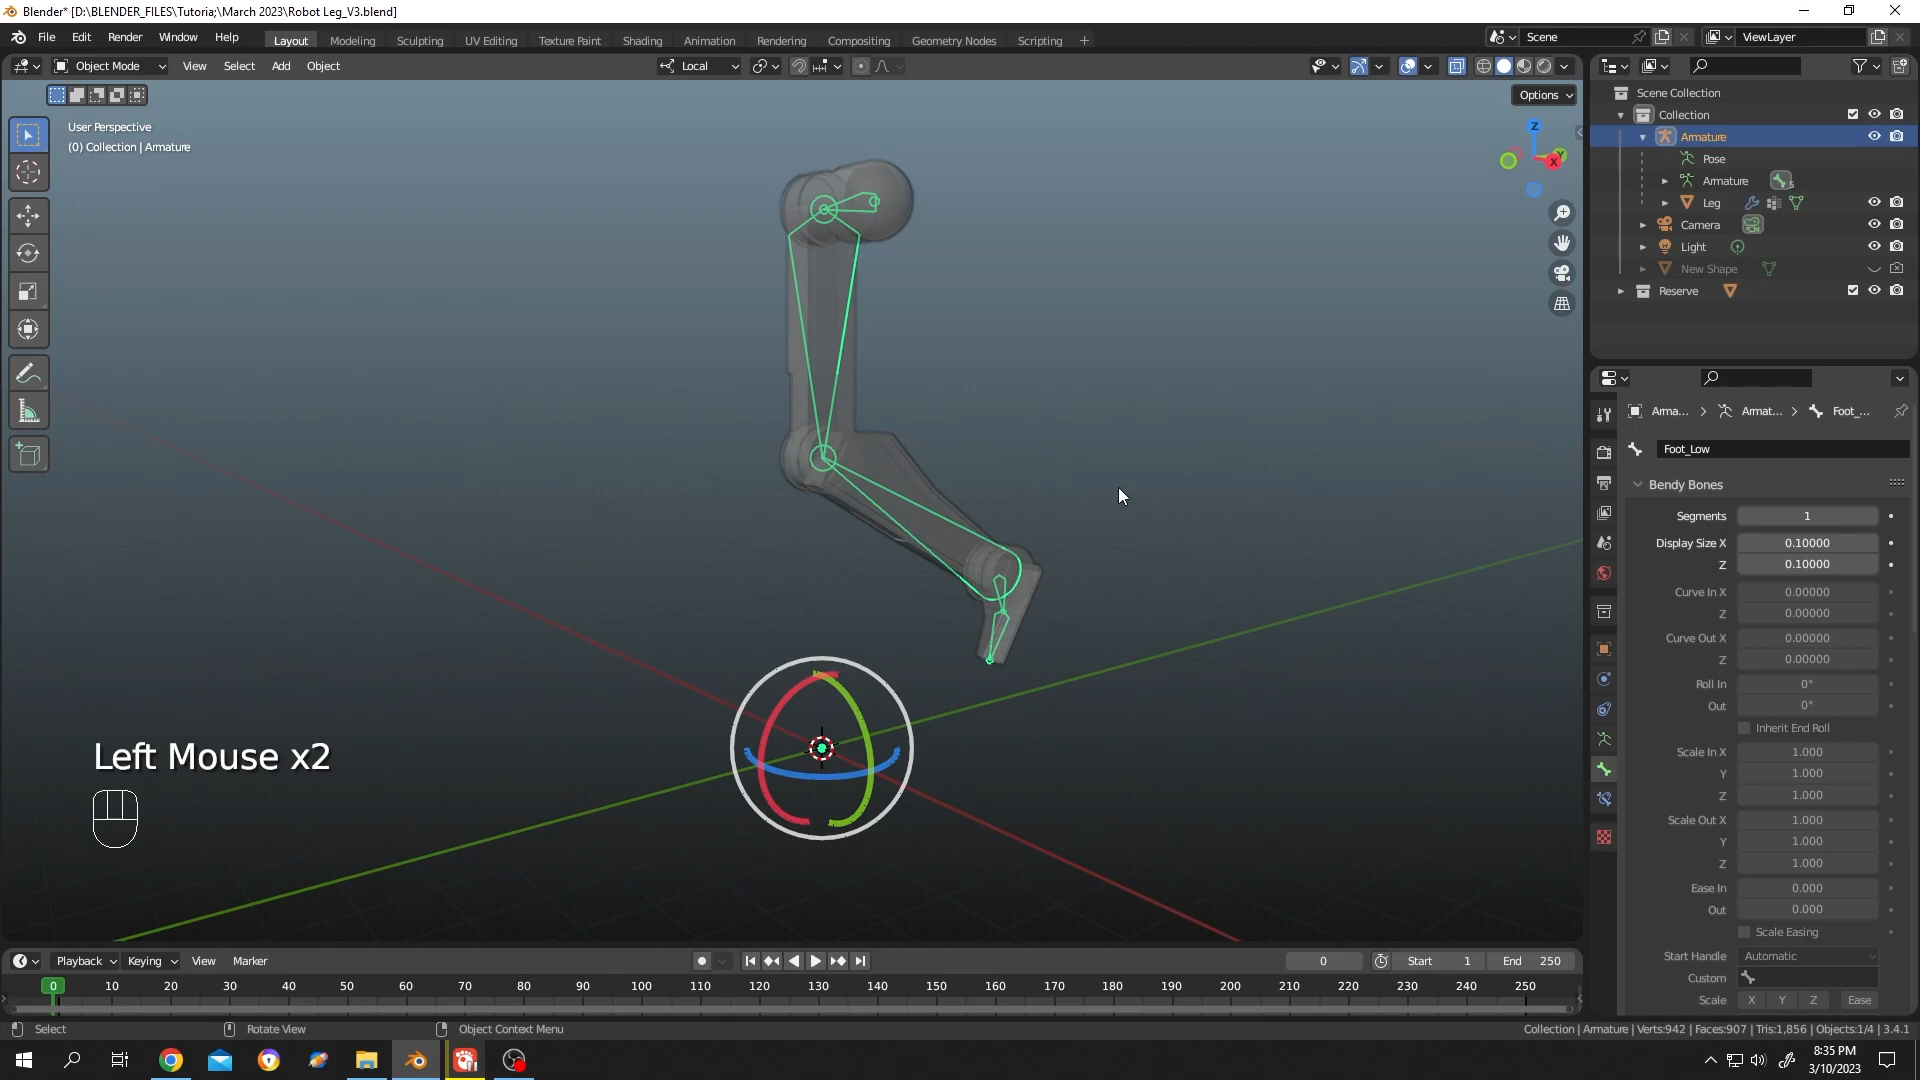 Blender* [D:\BLENDER_FILES\Tutoria;\March 2023\Robot Leg_V3.blend]
File Edit Render Window Help Layout Modeling Sculpting UV Editing Texture Paint Shading Animation Rendering Compositing Geometry Nodes Scripting + Scene ViewLayer
Object Mode View Select Add Object Local
Options
User Perspective
(0) Collection | Armature
Z
Y
X
Scene Collection
Collection
Armature
Pose
Armature 5
Leg
Camera
Light
New Shape
Reserve
Arma... > Armat... > Foot_...
Foot_Low
Bendy Bones
Segments 1
Display Size X 0.10000
Z 0.10000
Curve In X 0.00000
Z 0.00000
Curve Out X 0.00000
Z 0.00000
Roll In 0°
Out 0°
Inherit End Roll
Scale In X 1.000
Y 1.000
Z 1.000
Scale Out X 1.000
Y 1.000
Z 1.000
Ease In 0.000
Out 0.000
Scale Easing
Start Handle Automatic
Custom
Scale X Y Z Ease
Left Mouse x2
Playback Keying View Marker 0 Start 1 End 250
0 10 20 30 40 50 60 70 80 90 100 110 120 130 140 150 160 170 180 190 200 210 220 230 240 250
Select Rotate View Object Context Menu Collection | Armature | Verts:942 | Faces:907 | Tris:1,856 | Objects:1/4 | 3.4.1
8:35 PM
3/10/2023